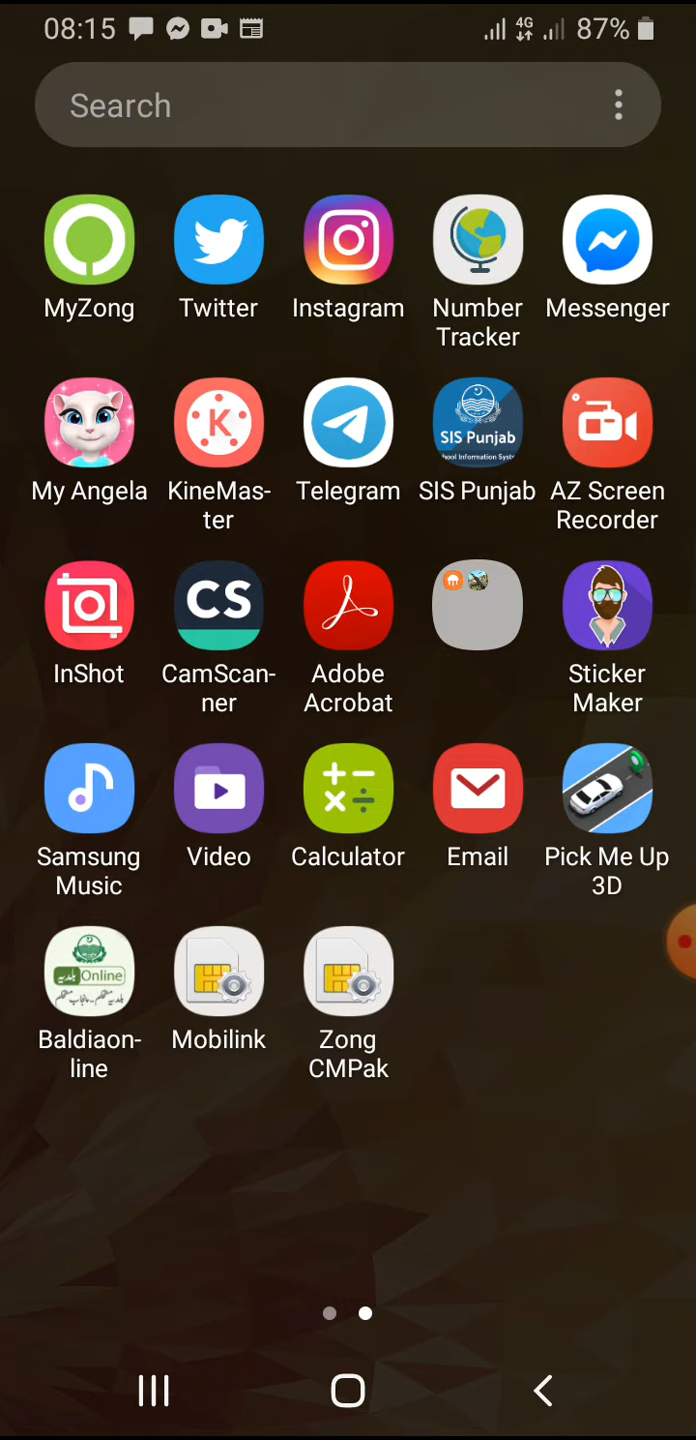 08:15 4G 87%
Search
MyZong Twitter Instagram Number Messenger
Tracker
My Angela KineMas- Telegram SIS Punjab AZ Screen
ter Recorder
K
SIS Punjab
InShot CamScan- Adobe Sticker
ner Acrobat Maker
CS
Samsung Video Calculator Email Pick Me Up
Music 3D
بلدیہ Online
Baldiaon- Mobilink Zong
line CMPak